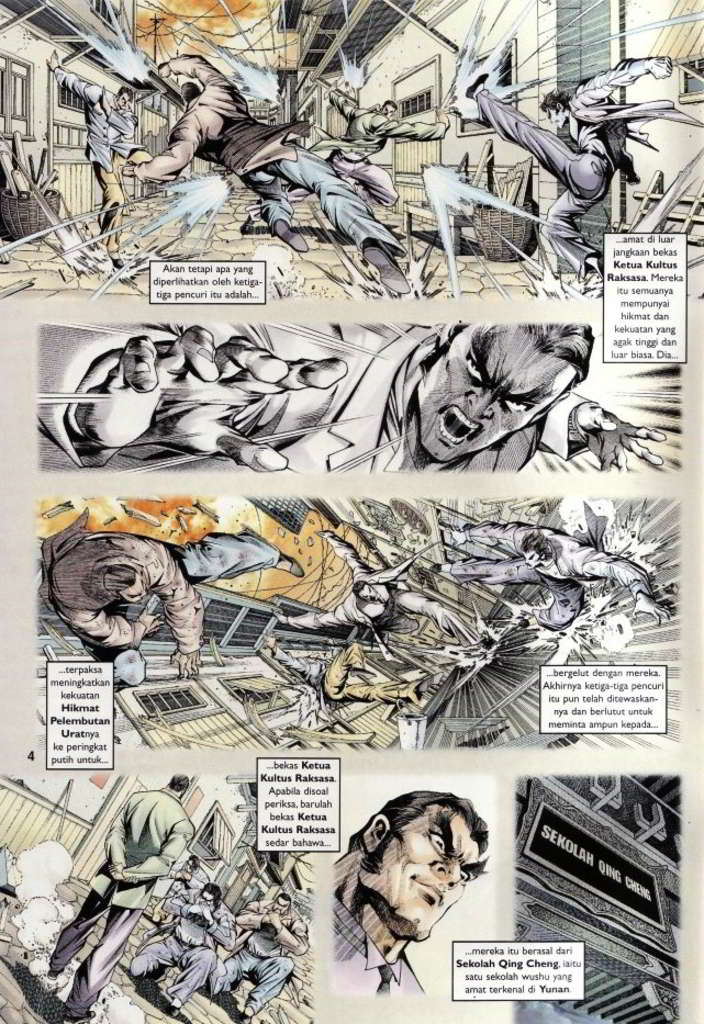 Akan tetapi apa yang
diperlihatkan oleh ketiga-
tiga pencuri itu adalah...
...amat di luar
jangkaan bekas
Ketua Kultus
Raksasa. Mereka
itu semuanya
mempunyai
hikmat dan
kekuatan yang
agak tinggi dan
luar biasa. Dia...
...terpaksa
meningkatkan
kekuatan
Hikmat
Pelembutan
Uratnya
ke peringkat
putih untuk...
...bergelut dengan mereka.
Akhirnya ketiga-tiga pencuri
itu pun telah ditewaskan-
nya dan berlutut untuk
meminta ampun kepada...
4
...bekas Ketua
Kultus Raksasa.
Apabila disoal
periksa, barulah
bekas Ketua
Kultus Raksasa
sedar bahawa...
SEKOLAH QING CHENG
...mereka itu berasal dari
Sekolah Qing Cheng, iaitu
satu sekolah wushu yang
amat terkenal di Yunan.